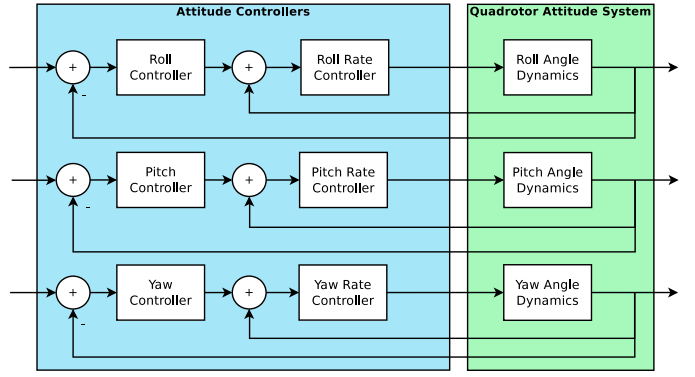 Attitude Controllers
Quadrotor Attitude System
+
Roll
Controller
+
Roll Rate
Controller
Roll Angle
Dynamics
-
+
Pitch
Controller
+
Pitch Rate
Controller
Pitch Angle
Dynamics
-
+
Yaw
Controller
+
Yaw Rate
Controller
Yaw Angle
Dynamics
-